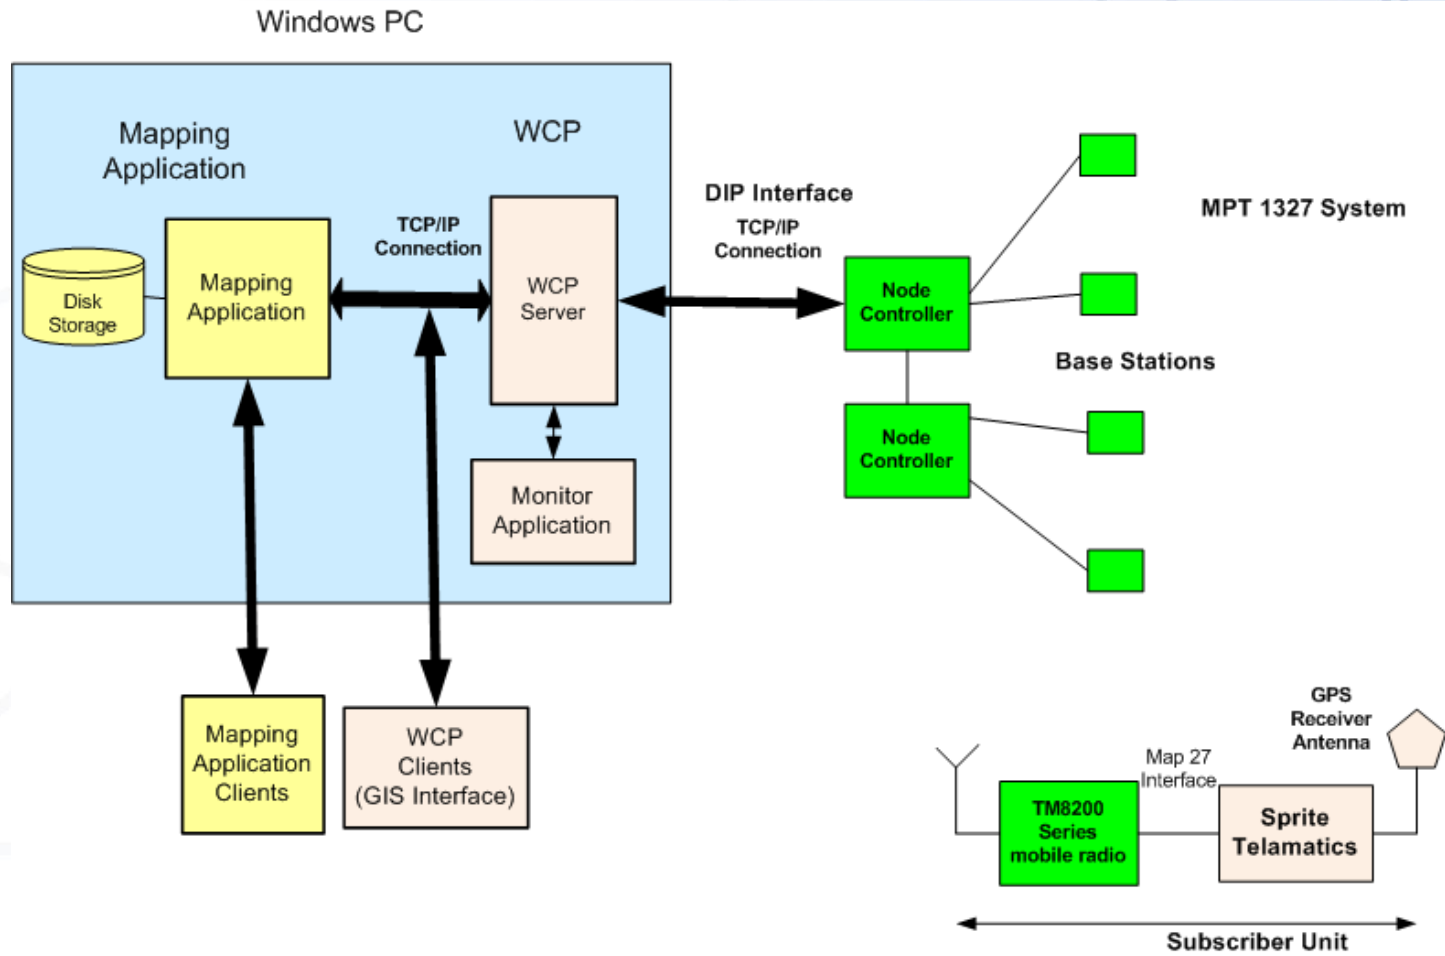 Windows PC
Mapping
Application
WCP
TCP/IP
Connection
Disk
Storage
Mapping
Application
WCP
Server
Monitor
Application
DIP Interface
TCP/IP
Connection
Node
Controller
Node
Controller
MPT 1327 System
Base Stations
Mapping
Application
Clients
WCP
Clients
(GIS Interface)
GPS
Receiver
Antenna
Map 27
Interface
TM8200
Series
mobile radio
Sprite
Telamatics
Subscriber Unit